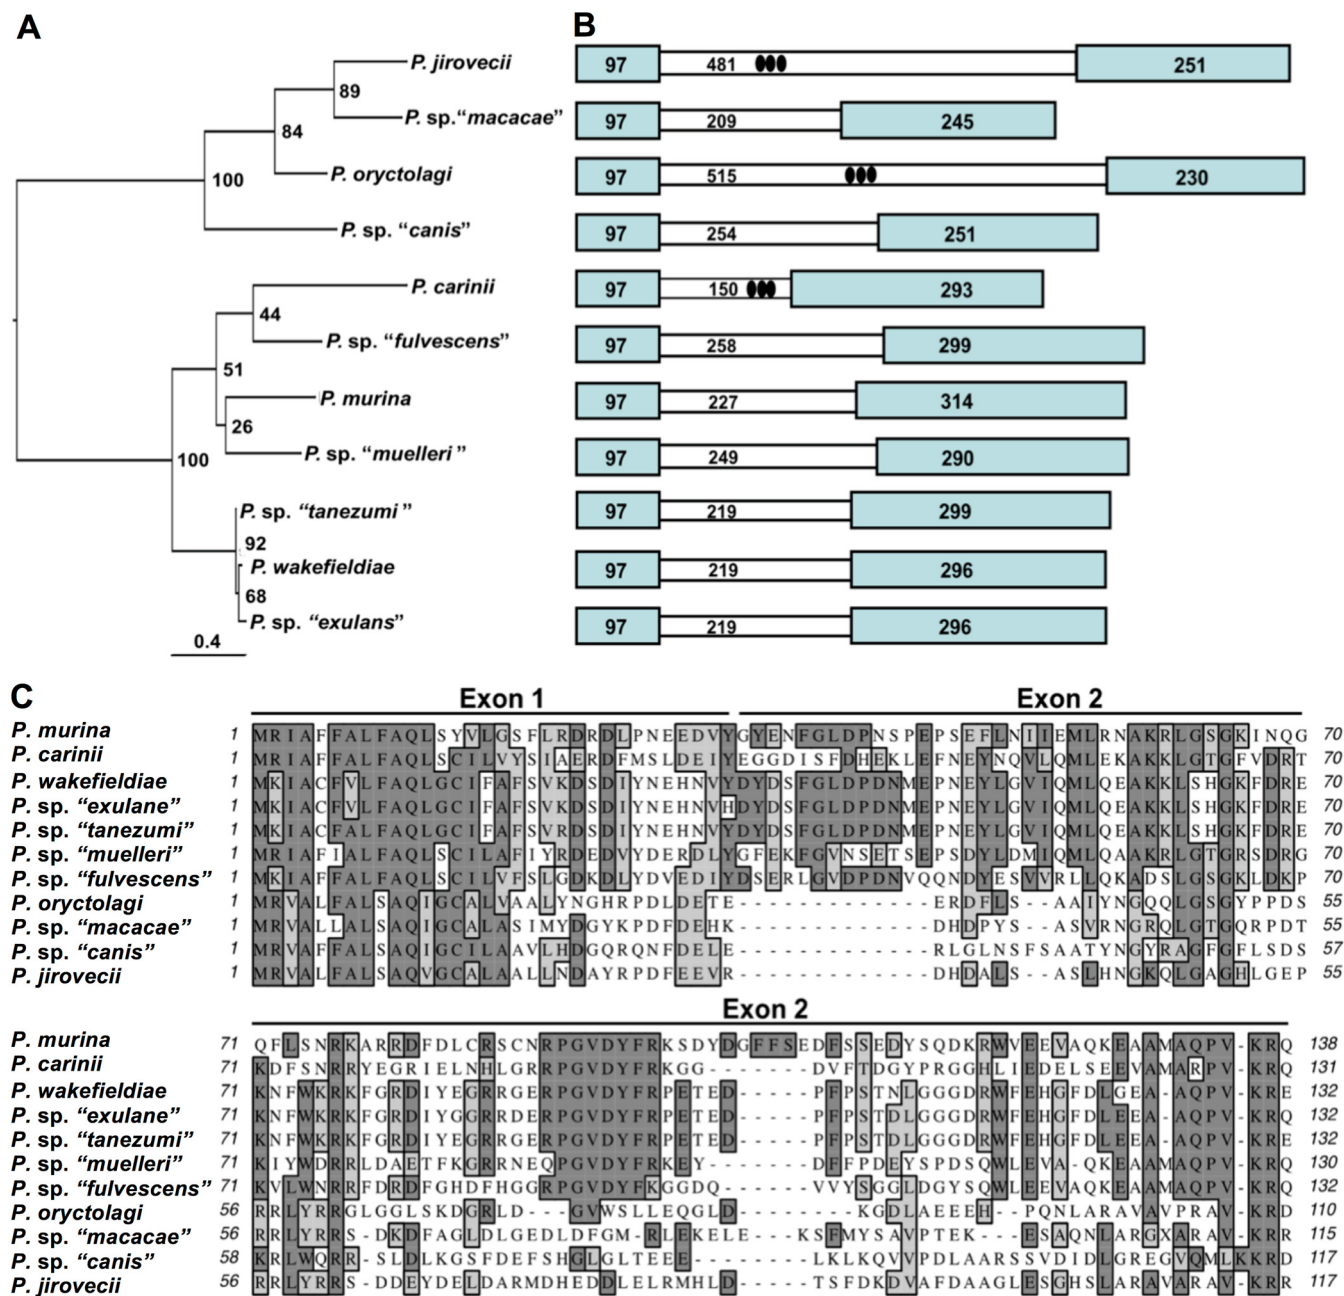 A B
P. jirovecii 97 481 251
89
P. sp."macacae" 97 209 245
84
P. oryctolagi 97 515 230
100
P. sp. "canis" 97 254 251
P. carinii 97 150 293
44
P. sp. "fulvescens" 97 258 299
51
P. murina 97 227 314
26
P. sp. "muelleri" 97 249 290
100
P. sp. "tanezumi" 97 219 299
92
P. wakefieldiae 97 219 296
68
P. sp. "exulans" 97 219 296
0.4
C
Exon 1 Exon 2
P. murina 1 MRIAFFALFAQLSYVLGSFLRDRDLPNEEDVYGYENFGLDPNSPEPSEFLNIIEMLRNAKRLGSGKINQG 70
P. carinii 1 MRIAFFALFAQLSCILVYSIAERDFMSLDEIYEGGDISFDHEKLEFNEYNQVLQMLEKAKKLGTGFVDRT 70
P. wakefieldiae 1 MKIACFVLFAQLGCIFAFSVKDSDIYNEHNVYDYDSFGLDPDNMEPNEYLGVIQMLQEAKKLSHGKFDRE 70
P. sp. "exulane" 1 MKIACFVLFAQLGCIFAFSVKDSDIYNEHNVHDYDSFGLDPDNMEPNEYLGVIQMLQEAKKLSHGKFDRE 70
P. sp. "tanezumi" 1 MKIACFALFAQLGCIFAFSVRDSDIYNEHNVYDYDSFGLDPDNMEPNEYLGVIQMLQEAKKLSHGKFDRE 70
P. sp. "muelleri" 1 MRIAFIALFAQLSCILAFIYRDEDVYDERDLYGFEKFGVNSETSEPSDYLDMIQMLQAAKRLGTGRSDRG 70
P. sp. "fulvescens" 1 MKIAFFALFAQLSCILVFSLGDKDLYDVEDIYDSERLGVDPDNVQQNDYESVVRLLQKADSLGSGKLDKP 70
P. oryctolagi 1 MRVALFALSAQIGCALVAALYNGHRPDLDETE-------------ERDFLS--AAIYNGQQLGSGYPPDS 55
P. sp. "macacae" 1 MRVALLALSAQIGCALASIMYDGYKPDFDEHK-------------DHDPYS--ASVRNGRQLGTGQRPDT 55
P. sp. "canis" 1 MRVAFFALSAQIGCILAAVLHDGQRQNFDELE-------------RLGLNSFSAATYNGYRAGFGFLSDS 57
P. jirovecii 1 MRVALFALSAQVGCALAALLNDAYRPDFEEVR-------------DHDALS--ASLHNGKQLGAGHLGEP 55
Exon 2
P. murina 71 QFLSNRKARRDFDLCRSCNRPGVDYFRKSDYDGFFSEDFSSEDYSQDKRWVEEVAQKEAAMAQPV-KRQ 138
P. carinii 71 KDFSNRRYEGRIELNHLGRRPGVDYFRKGG-------DVFTDGYPRGGHLIEDELSEEVAMARPV-KRQ 131
P. wakefieldiae 71 KNFWKRKFGRDIYEGRRDERPGVDYFRPETED-----PFPSTNLGGGDRWFEHGFDLGEA-AQPV-KRQ 132
P. sp. "exulane" 71 KNFWKRKFGRDIYEGRRDERPGVDYFRPETED-----PFPSTDLGGGDRWFEHGFDLEEA-AQPV-KRQ 132
P. sp. "tanezumi" 71 KNFWKRKFGRDIYEGRRGERPGVDYFRPETED-----PFPSTDLGGGDRWFEHGFDLEEA-AQPV-KRE 132
P. sp. "muelleri" 71 KIYWDRRLDAETFKGRRNEQPGVDYFRKEY-------DFFPDEYSPDSQWLEVA-QKEAAMAQPV-KRQ 130
P. sp. "fulvescens" 71 KVLWNRRFDRDFGHDFHGGRPGVDYFKGGDQ------VVYSGGLDGYSQWLEEVAQKEAAMAQPV-KRQ 132
P. oryctolagi 56 RRLYRRGLGGLSKDGRLD---GVWSLLEQGLD--------KGDLAEEEH--PQNLARAVAVPRAV-KRD 110
P. sp. "macacae" 56 RRLYRRS-DKDFAGLDLGEDLDFGM-RLEKELE---KSFMYSAVPTEK---ESAQNLARGXARAV-KRD 115
P. sp. "canis" 58 KRLWQRR-SLDLKGSFDEFSHGLGLTEEE-------LKLKQVVPDLAARSSVDIDLGREGVQMLKKRD 117
P. jirovecii 56 RRLYRRS-DDEYDELDARMDHEDDLELRMHLD-----TSFDKDVAFDAAGLESGHSLARAVARAV-KRR 117